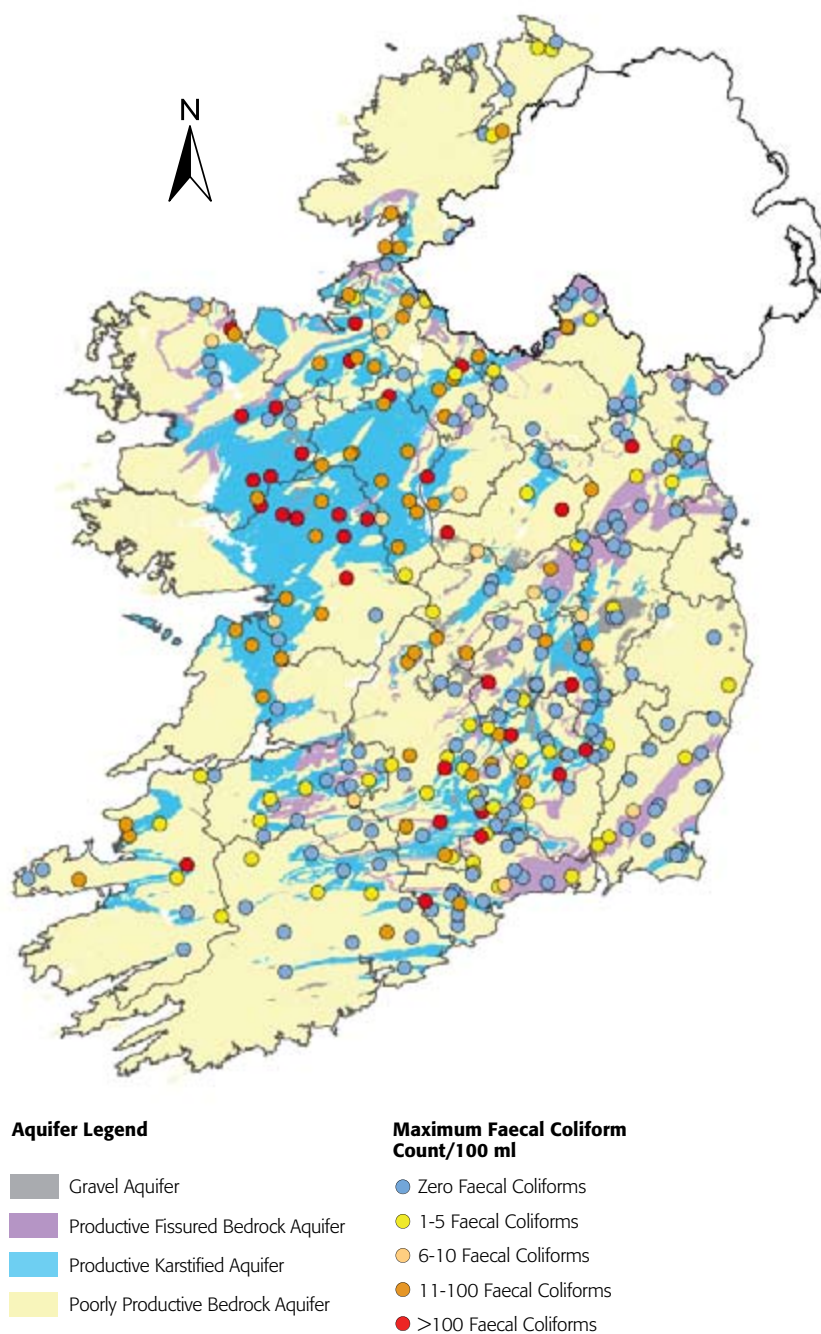 N
Aquifer Legend
Gravel Aquifer
Productive Fissured Bedrock Aquifer
Productive Karstified Aquifer
Poorly Productive Bedrock Aquifer
Maximum Faecal Coliform
Count/100 ml
Zero Faecal Coliforms
1-5 Faecal Coliforms
6-10 Faecal Coliforms
11-100 Faecal Coliforms
>100 Faecal Coliforms